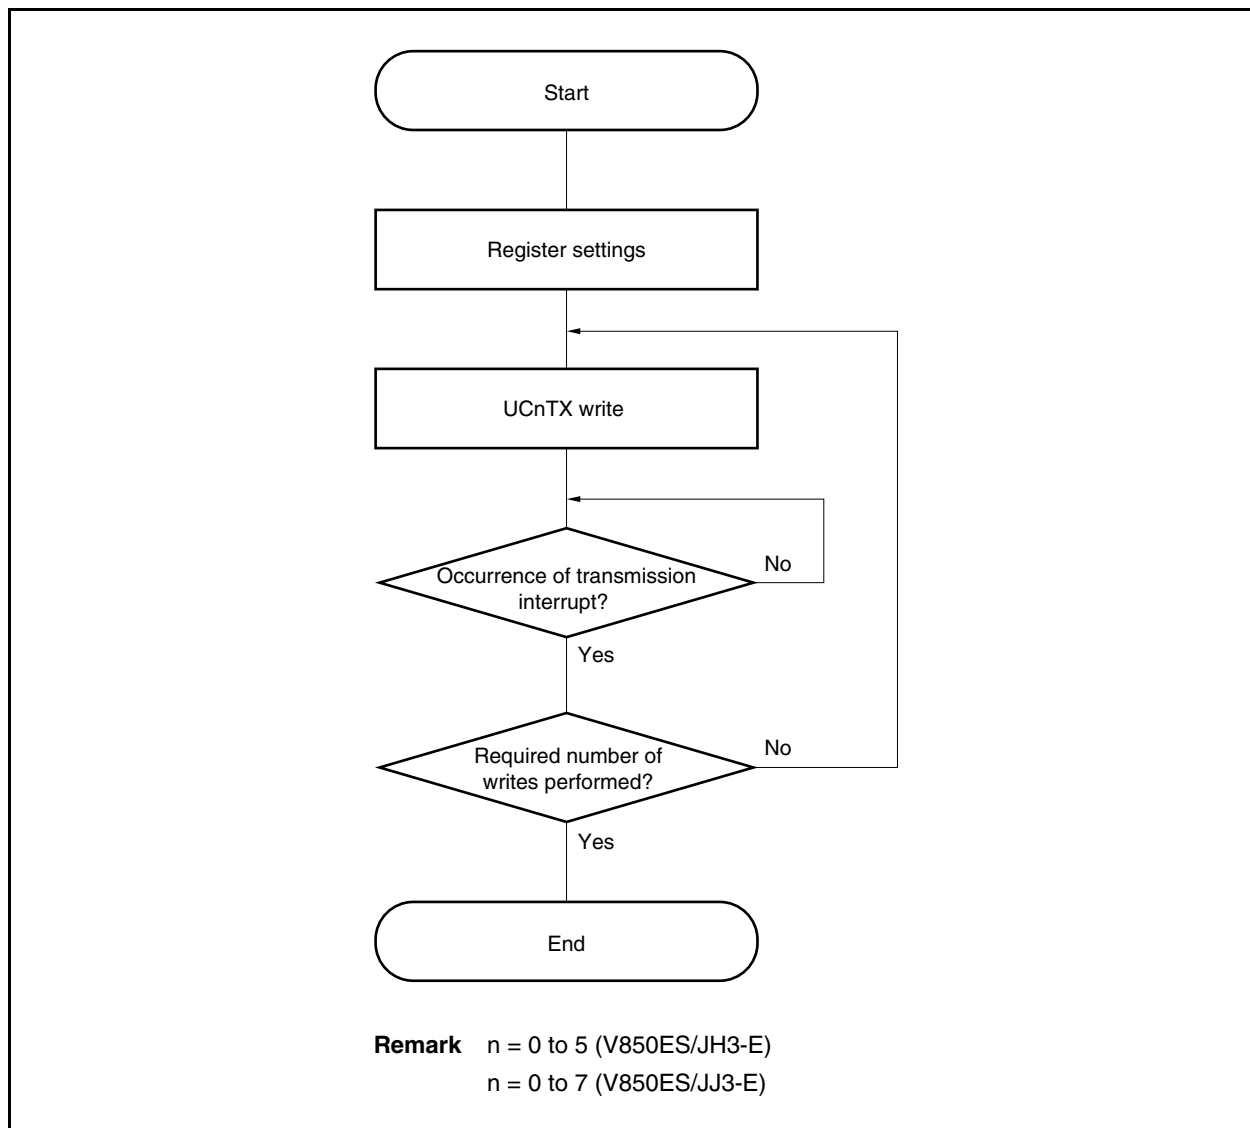 Start
Register settings
UCnTX write
Occurrence of transmission
interrupt?
No
Yes
Required number of
writes performed?
No
Yes
End
Remark n = 0 to 5 (V850ES/JH3-E)
n = 0 to 7 (V850ES/JJ3-E)